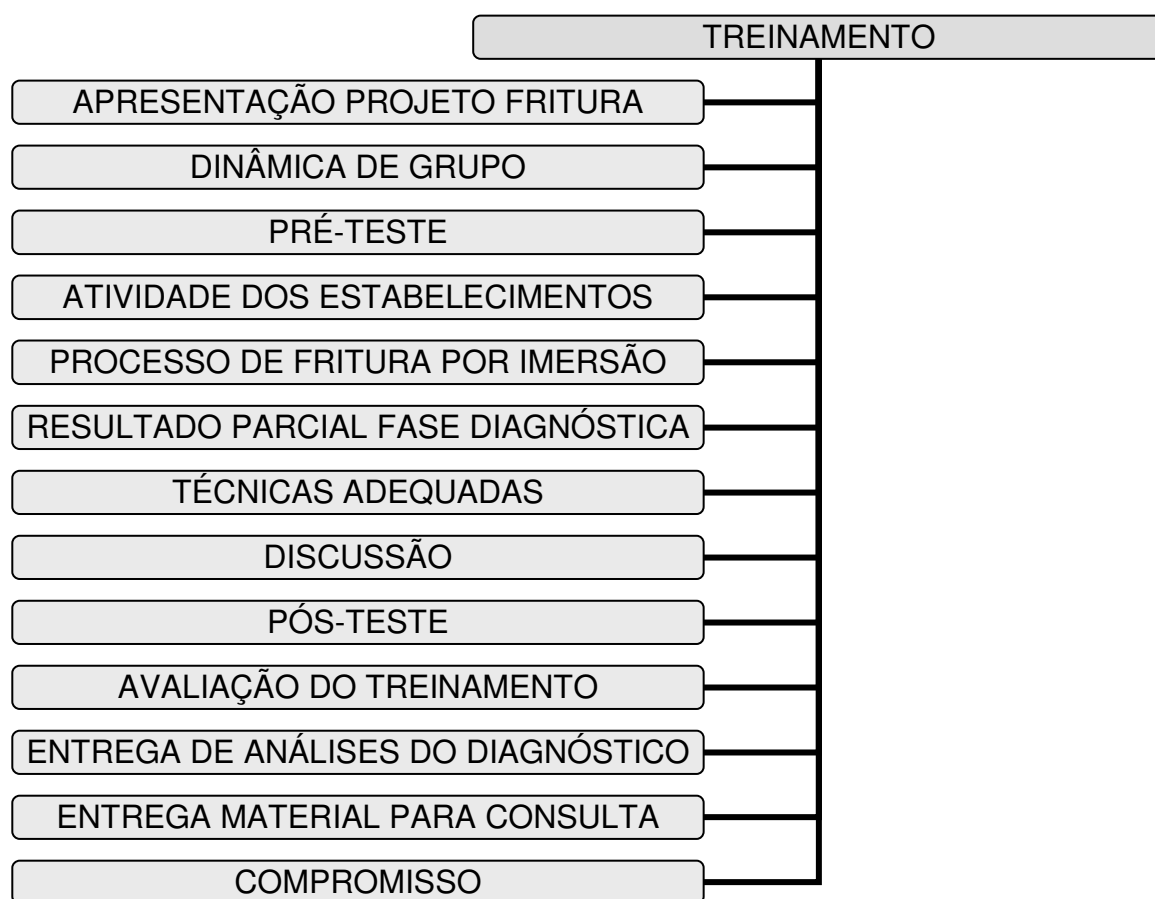 TREINAMENTO
APRESENTAÇÃO PROJETO FRITURA
DINÂMICA DE GRUPO
PRÉ-TESTE
ATIVIDADE DOS ESTABELECIMENTOS
PROCESSO DE FRITURA POR IMERSÃO
RESULTADO PARCIAL FASE DIAGNÓSTICA
TÉCNICAS ADEQUADAS
DISCUSSÃO
PÓS-TESTE
AVALIAÇÃO DO TREINAMENTO
ENTREGA DE ANÁLISES DO DIAGNÓSTICO
ENTREGA MATERIAL PARA CONSULTA
COMPROMISSO